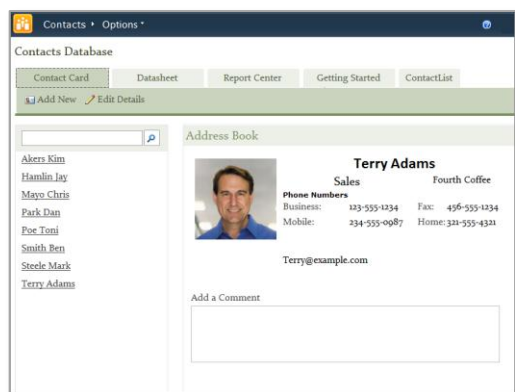 Contacts Options
Contacts Database
Contact Card Datasheet Report Center Getting Started ContactList
Add New Edit Details
Address Book
Akers Kim
Hamlin Jay
Mayo Chris
Park Dan
Poe Toni
Smith Ben
Steele Mark
Terry Adams
Terry Adams
Sales Fourth Coffee
Phone Numbers
Business: 123-555-1234 Fax: 456-555-1234
Mobile: 234-555-0987 Home: 321-555-4321
Terry@example.com
Add a Comment